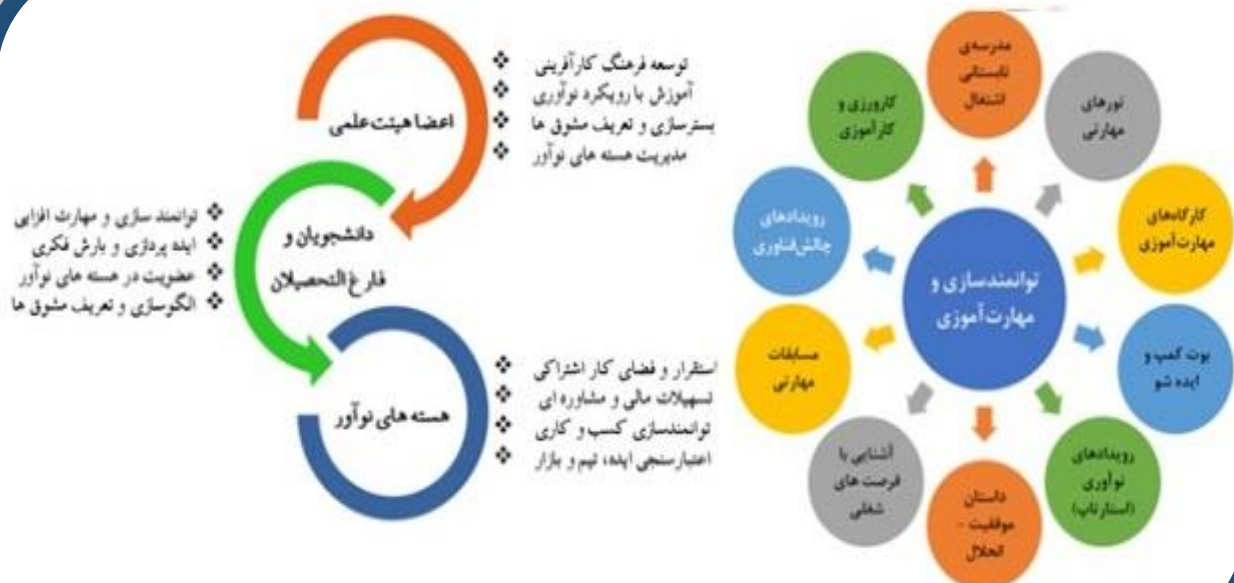 اعضا هیئت علمی
❖ توسعه فرهنگ کارآفرینی
❖ آموزش با رویکرد نوآوری
❖ بسترسازی و تعریف مشوق ها
❖ مدیریت هسته های نوآور
دانشجویان و
فارغ التحصیلان
❖ توانمند سازی و مهارت افزایی
❖ ایده پردازی و بارش فکری
❖ عضویت در هسته های نوآور
❖ الگوسازی و تعریف مشوق ها
هسته های نوآور
❖ استقرار و فضای کار اشتراکی
❖ تسهیلات مالی و مشاوره ای
❖ توانمندسازی کسب و کاری
❖ اعتبارسنجی ایده، تیم و بازار
توانمندسازی و
مهارت آموزی
مدرسه‌ی
تابستانی
اشتغال
تورهای
مهارتی
کارگاه‌های
مهارت‌آموزی
بوت کمپ و
ایده شو
رویدادهای
نوآوری
(استارتاپ)
داستان
موفقیت -
انحلال
آشنایی با
فرصت های
شغلی
مسابقات
مهارتی
رویدادهای
چالش‌فناوری
کارورزی و
کارآموزی